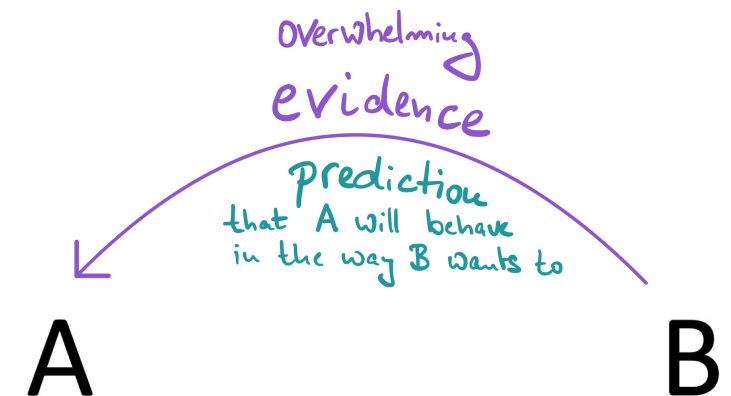 overwhelming
evidence
prediction
that A will behave
in the way B wants to
A B